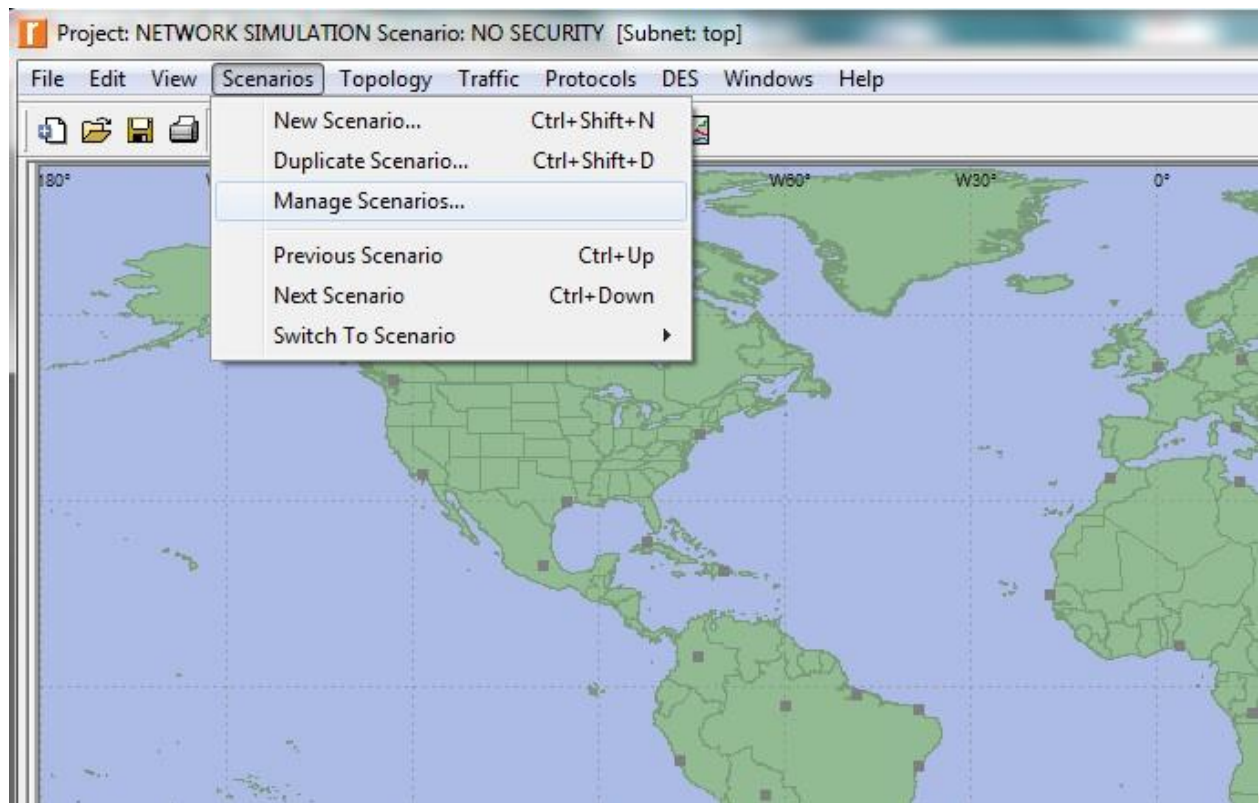 Project: NETWORK SIMULATION Scenario: NO SECURITY [Subnet: top]
File Edit View Scenarios Topology Traffic Protocols DES Windows Help
New Scenario... Ctrl+Shift+N
Duplicate Scenario... Ctrl+Shift+D
Manage Scenarios...
Previous Scenario Ctrl+Up
Next Scenario Ctrl+Down
Switch To Scenario
180° W60° W30° 0°